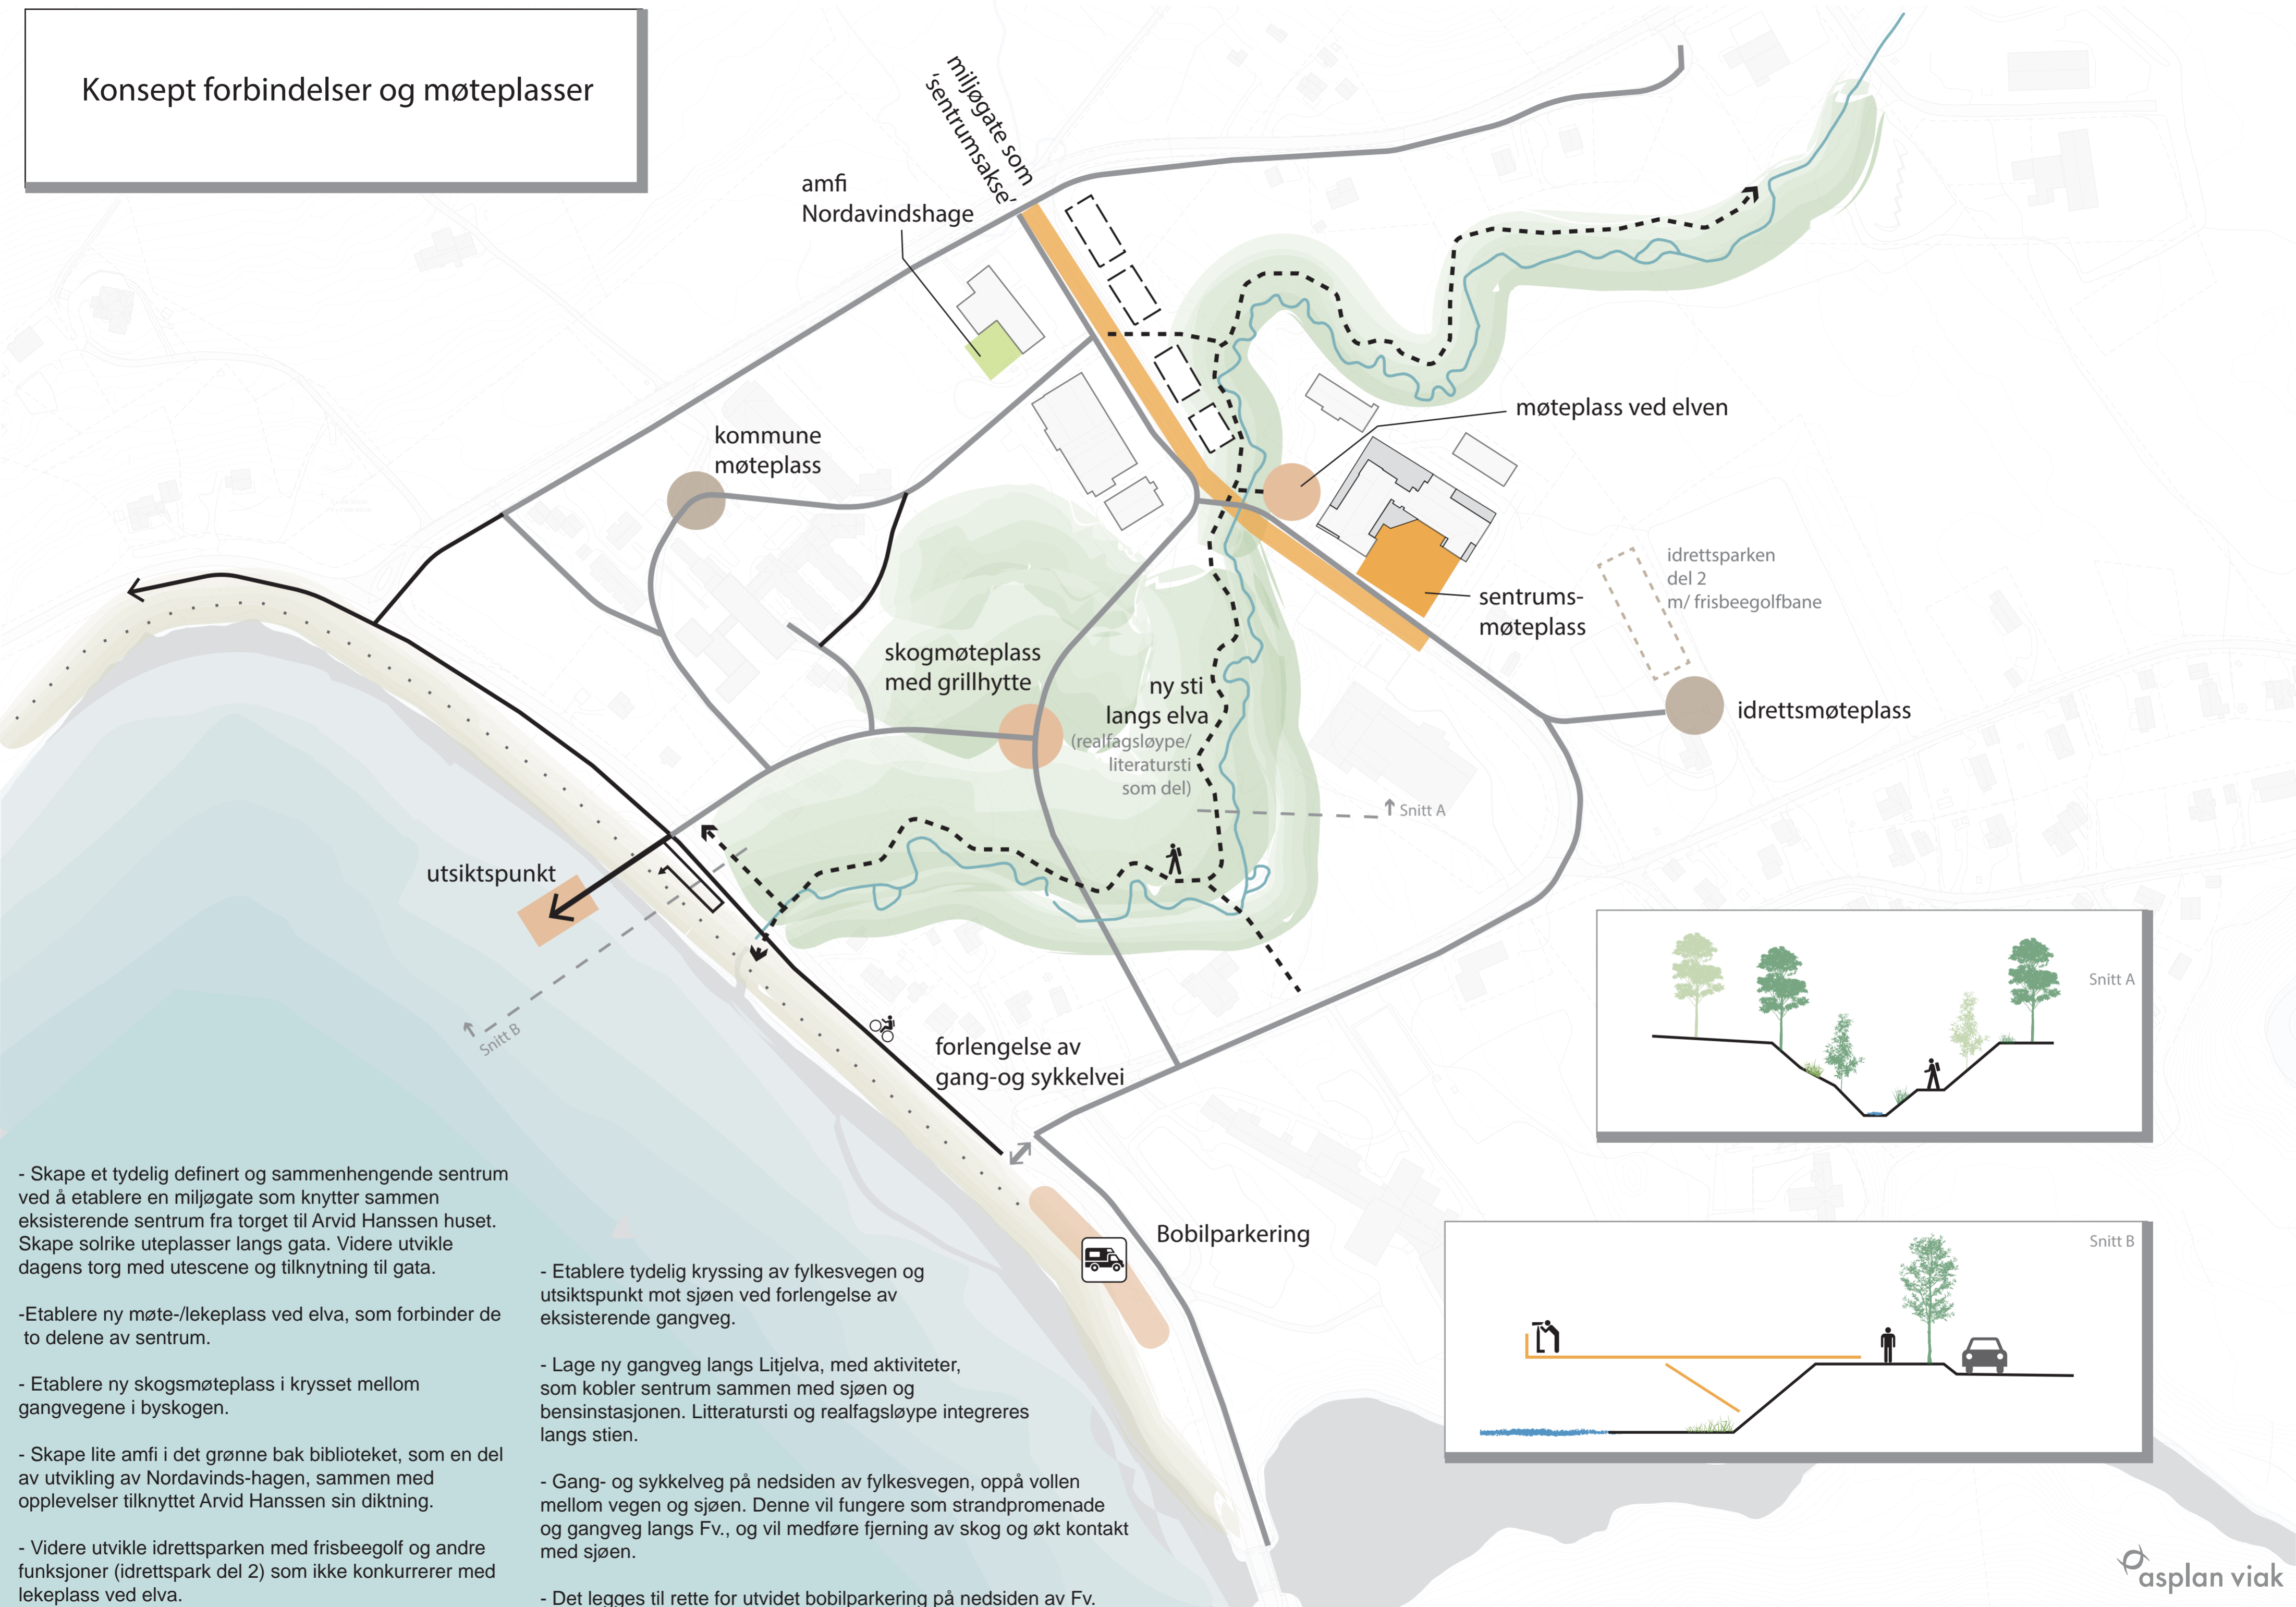 Konsept forbindelser og møteplasser
miljøgate som
'sentrumsakse'
amfi
Nordavindshage
kommune
møteplass
møteplass ved elven
idrettsparken
del 2
m/ frisbeegolfbane
sentrums-
møteplass
skogmøteplass
med grillhytte
ny sti
langs elva
(realfagsløype/
literatursti
som del)
idrettsmøteplass
Snitt A
utsiktspunkt
Snitt B
forlengelse av
gang-og sykkelvei
Bobilparkering
Snitt A
Snitt B
- Skape et tydelig definert og sammenhengende sentrum
ved å etablere en miljøgate som knytter sammen
eksisterende sentrum fra torget til Arvid Hanssen huset.
Skape solrike uteplasser langs gata. Videre utvikle
dagens torg med utescene og tilknytning til gata.
-Etablere ny møte-/lekeplass ved elva, som forbinder de
to delene av sentrum.
- Etablere ny skogsmøteplass i krysset mellom
gangvegene i byskogen.
- Skape lite amfi i det grønne bak biblioteket, som en del
av utvikling av Nordavinds-hagen, sammen med
opplevelser tilknyttet Arvid Hanssen sin diktning.
- Videre utvikle idrettsparken med frisbeegolf og andre
funksjoner (idrettspark del 2) som ikke konkurrerer med
lekeplass ved elva.
- Etablere tydelig kryssing av fylkesvegen og
utsiktspunkt mot sjøen ved forlengelse av
eksisterende gangveg.
- Lage ny gangveg langs Litjelva, med aktiviteter,
som kobler sentrum sammen med sjøen og
bensinstasjonen. Litteratursti og realfagsløype integreres
langs stien.
- Gang- og sykkelveg på nedsiden av fylkesvegen, oppå vollen
mellom vegen og sjøen. Denne vil fungere som strandpromenade
og gangveg langs Fv., og vil medføre fjerning av skog og økt kontakt
med sjøen.
- Det legges til rette for utvidet bobilparkering på nedsiden av Fv.
asplan viak